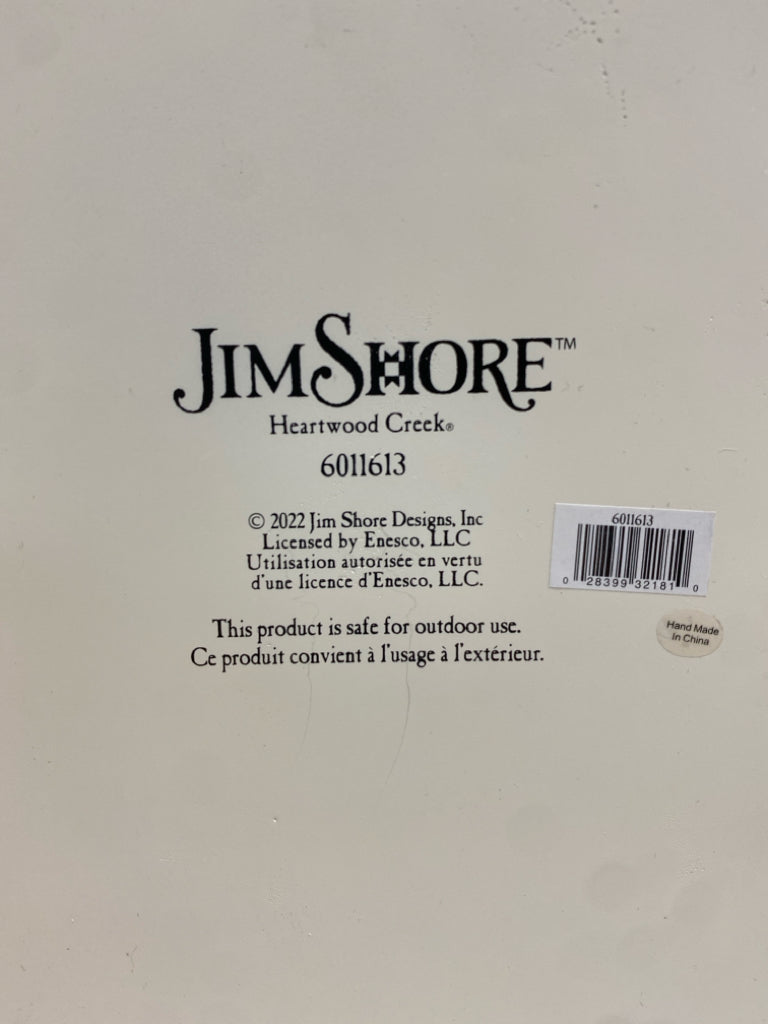 JIM SHORE™
Heartwood Creek®
6011613
© 2022 Jim Shore Designs, Inc
Licensed by Enesco, LLC
Utilisation autorisée en vertu
d'une licence d'Enesco, LLC.
This product is safe for outdoor use.
Ce produit convient à l'usage à l'extérieur.
6011613
0 28399 32181 0
Hand Made
In China